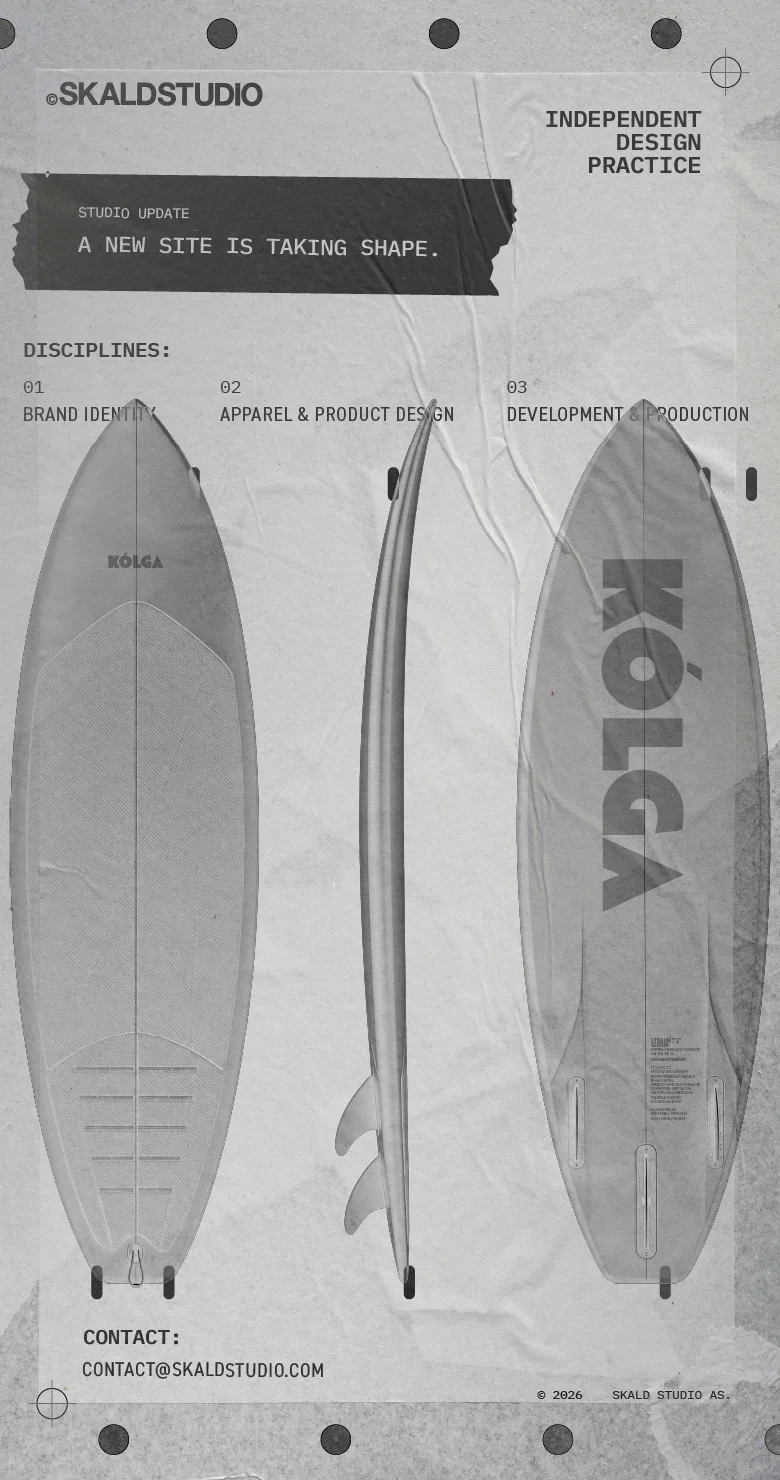 ©SKALDSTUDIO
INDEPENDENT
DESIGN
PRACTICE
STUDIO UPDATE
A NEW SITE IS TAKING SHAPE.
DISCIPLINES:
01
BRAND IDENTITY
02
APPAREL & PRODUCT DESIGN
03
DEVELOPMENT & PRODUCTION
KÓLGA
KÓLGA
CONTACT:
CONTACT@SKALDSTUDIO.COM
© 2026 SKALD STUDIO AS.